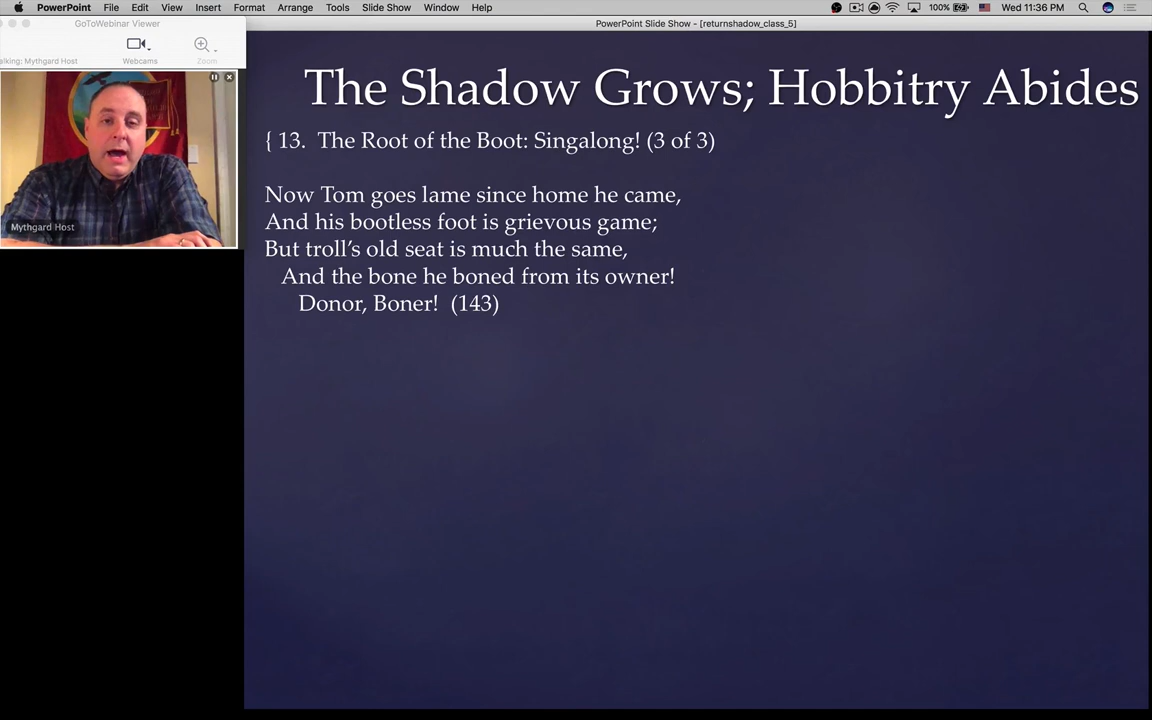 PowerPoint File Edit View Insert Format Arrange Tools Slide Show Window Help 100% Wed 11:36 PM
GoToWebinar Viewer
PowerPoint Slide Show - [returnshadow_class_5]
alking: Mythgard Host Webcams Zoom
The Shadow Grows; Hobbitry Abides
{ 13. The Root of the Boot: Singalong! (3 of 3)
Now Tom goes lame since home he came,
And his bootless foot is grievous game;
But troll's old seat is much the same,
And the bone he boned from its owner!
Donor, Boner! (143)
Mythgard Host